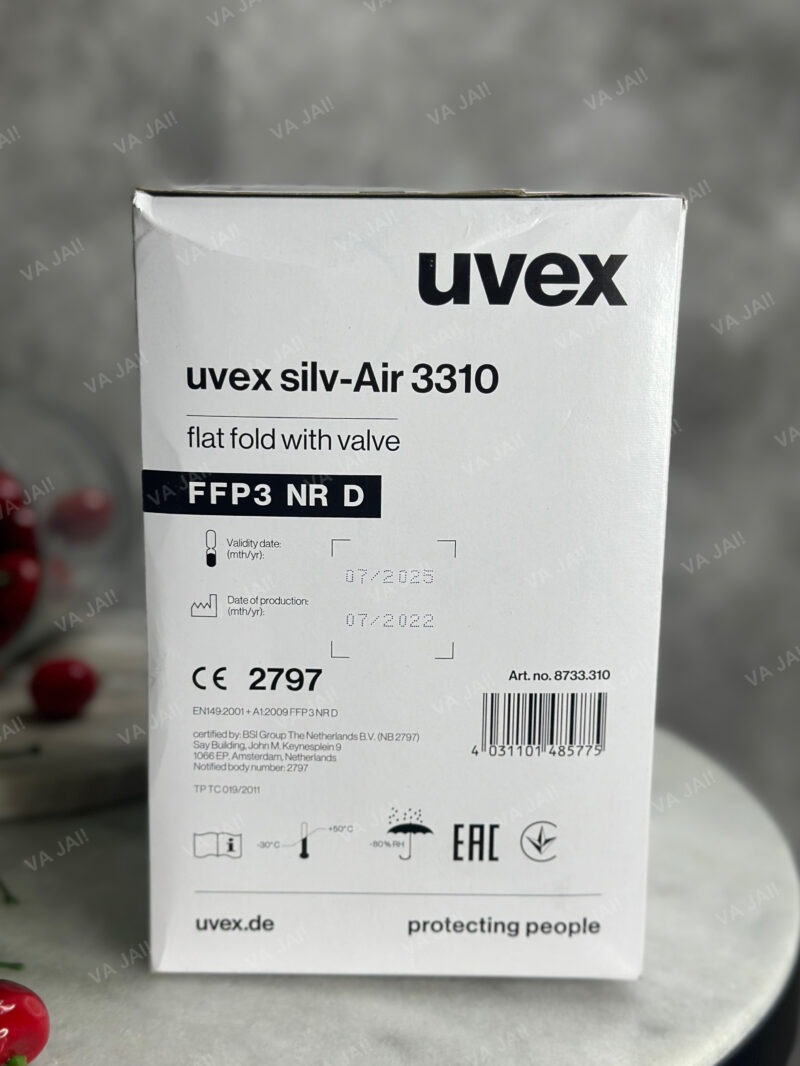 uvex
uvex silv-Air 3310
flat fold with valve
FFP3 NR D
Validity date:
(mth/yr):
07/2025
Date of production:
(mth/yr):
07/2022
CE 2797
Art. no. 8733.310
EN149:2001 + A1:2009 FFP3 NR D
certified by: BSI Group The Netherlands B.V. (NB 2797)
Say Building, John M. Keynesplein 9
1066 EP, Amsterdam, Netherlands
Notified body number: 2797
4 031101 485775
TP TC 019/2011
i
-30°C
+50°C
-80% RH
EAC
uvex.de
protecting people
VA JAI!